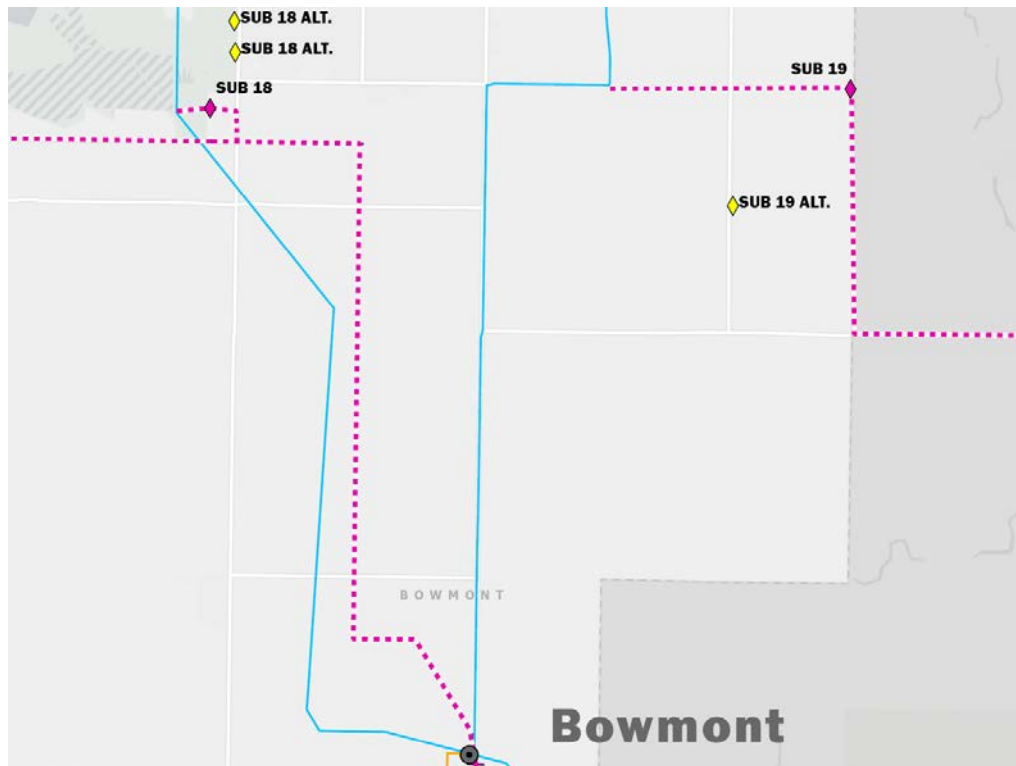 SUB 18 ALT.
SUB 18 ALT.
SUB 19
SUB 18
SUB 19 ALT.
BOWMONT
Bowmont